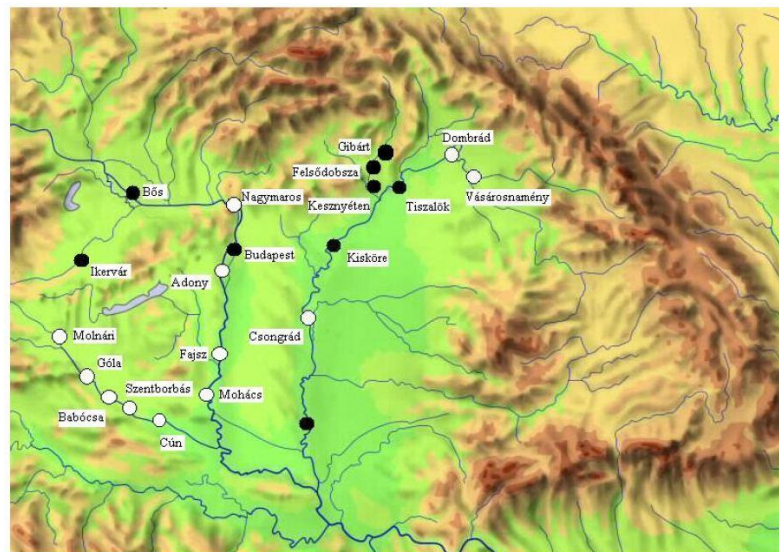 Dombrád
Gibárt
Felsődobsza
Bős
Vásárosnamény
Kesznyéten
Tiszalök
Nagymaros
Budapest
Kisköre
Ikervár
Adony
Csongrád
Molnári
Fajsz
Góla
Szentborbás
Mohács
Babócsa
Cún